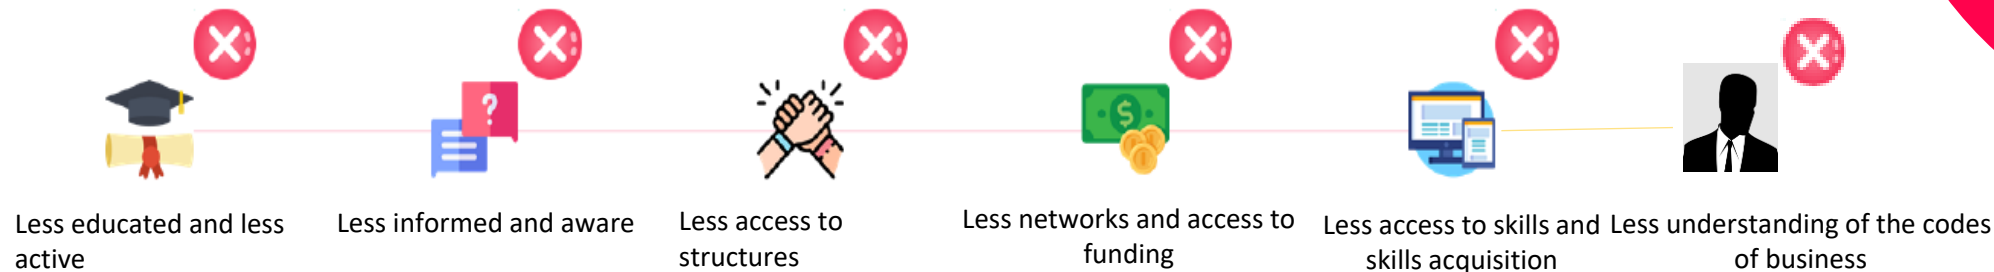 Less educated and less
active
Less informed and aware
Less access to
structures
Less networks and access to
funding
Less access to skills and
skills acquisition
Less understanding of the codes
of business